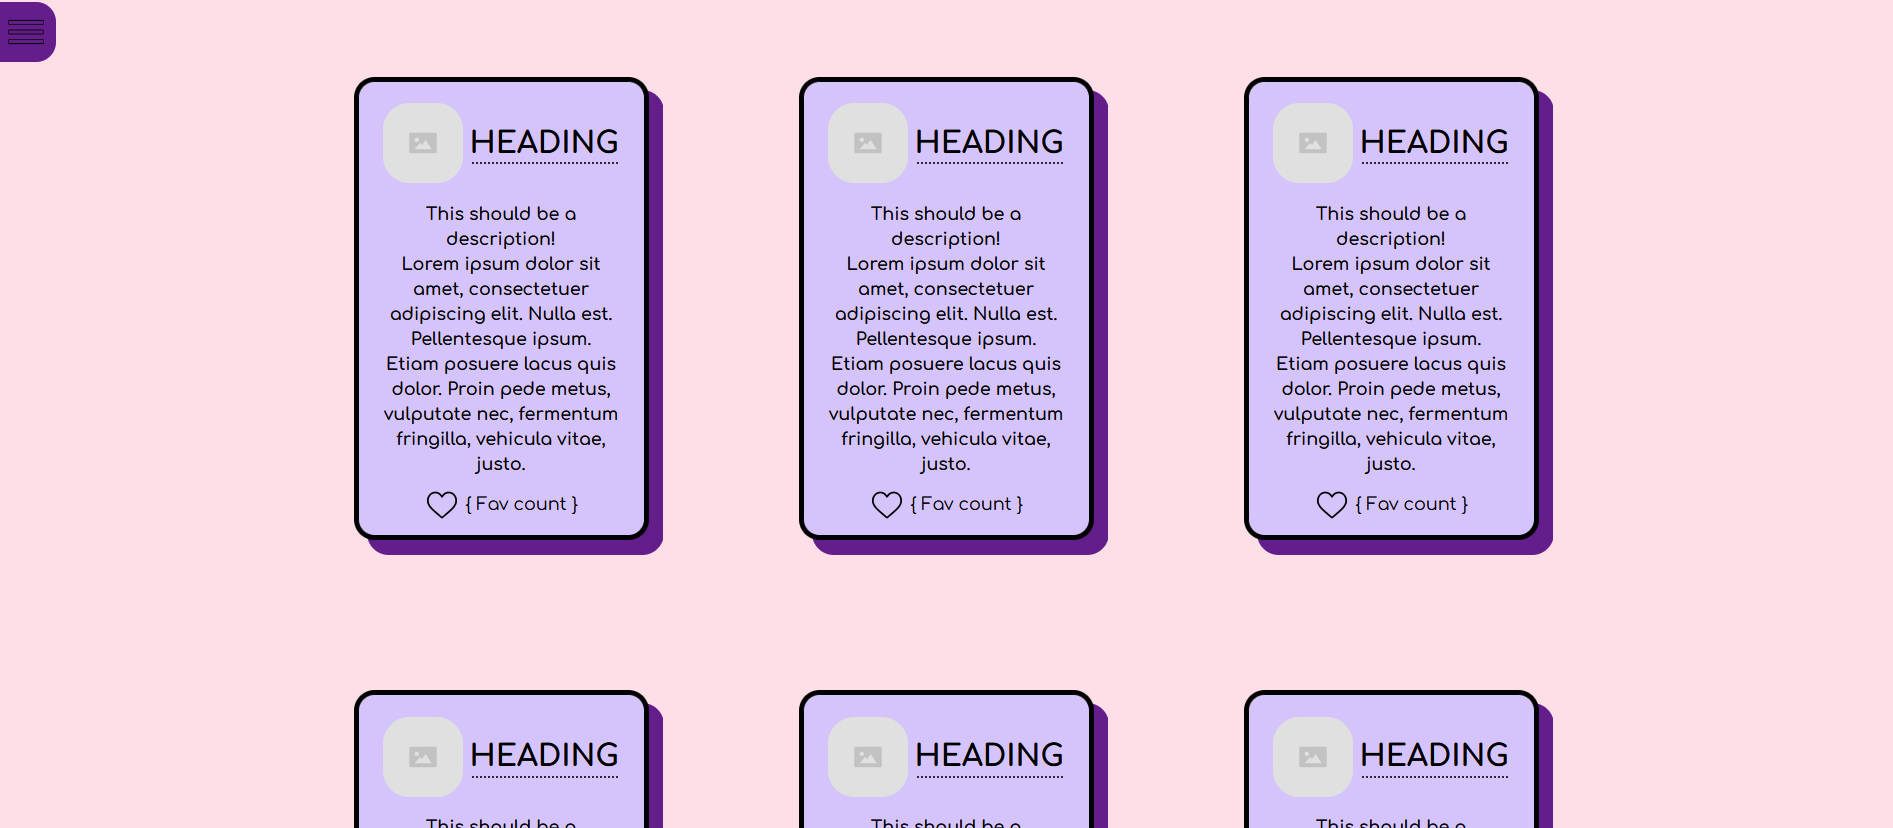 HEADING
This should be a
description!
Lorem ipsum dolor sit
amet, consectetuer
adipiscing elit. Nulla est.
Pellentesque ipsum.
Etiam posuere lacus quis
dolor. Proin pede metus,
vulputate nec, fermentum
fringilla, vehicula vitae,
justo.
{ Fav count }
HEADING
This should be a
description!
Lorem ipsum dolor sit
amet, consectetuer
adipiscing elit. Nulla est.
Pellentesque ipsum.
Etiam posuere lacus quis
dolor. Proin pede metus,
vulputate nec, fermentum
fringilla, vehicula vitae,
justo.
{ Fav count }
HEADING
This should be a
description!
Lorem ipsum dolor sit
amet, consectetuer
adipiscing elit. Nulla est.
Pellentesque ipsum.
Etiam posuere lacus quis
dolor. Proin pede metus,
vulputate nec, fermentum
fringilla, vehicula vitae,
justo.
{ Fav count }
HEADING
This should be a
HEADING
This should be a
HEADING
This should be a